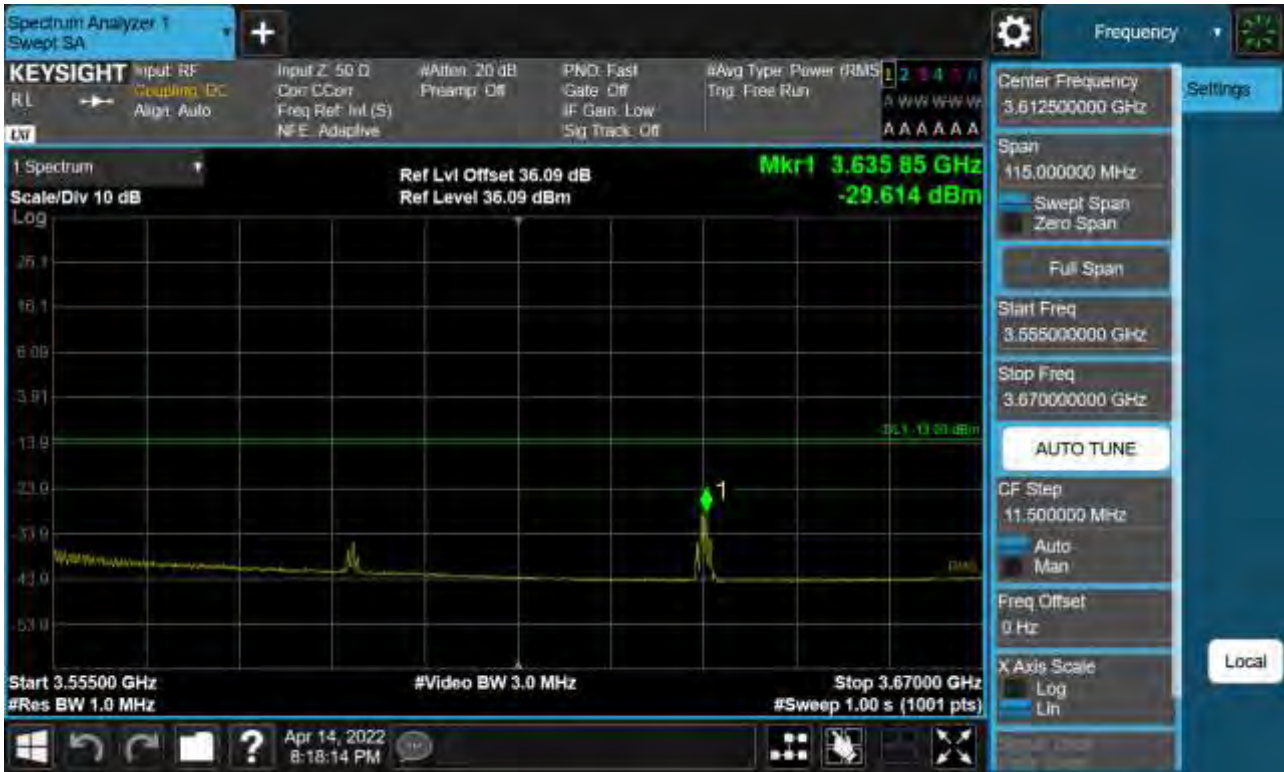 Spectrum Analyzer 1
Swept SA
Frequency
KEYSIGHT
RL
LXI
Input: RF
Coupling: DC
Align: Auto
Input Z: 50 Ω
Corr CCorr
Freq Ref: Int (S)
NFE: Adaptive
#Atten: 20 dB
Preamp: Off
PNO: Fast
Gate: Off
IF Gain: Low
Sig Track: Off
#Avg Type: Power (RMS
Trig: Free Run
1 2 3 4 5 6
A W W W W W
A A A A A A
1 Spectrum
Scale/Div 10 dB
Ref Lvl Offset 36.09 dB
Ref Level 36.09 dBm
Mkr1 3.635 85 GHz
-29.614 dBm
Log
26.1
16.1
6.09
-3.91
-13.9
DL1 -13.00 dBm
1
-23.9
-33.9
RMS
-43.9
-53.9
Start 3.55500 GHz
#Video BW 3.0 MHz
Stop 3.67000 GHz
#Res BW 1.0 MHz
#Sweep 1.00 s (1001 pts)
Center Frequency
3.612500000 GHz
Settings
Span
115.000000 MHz
Swept Span
Zero Span
Full Span
Start Freq
3.555000000 GHz
Stop Freq
3.670000000 GHz
AUTO TUNE
CF Step
11.500000 MHz
Auto
Man
Freq Offset
0 Hz
X Axis Scale
Log
Lin
Local
?
Apr 14, 2022
8:18:14 PM